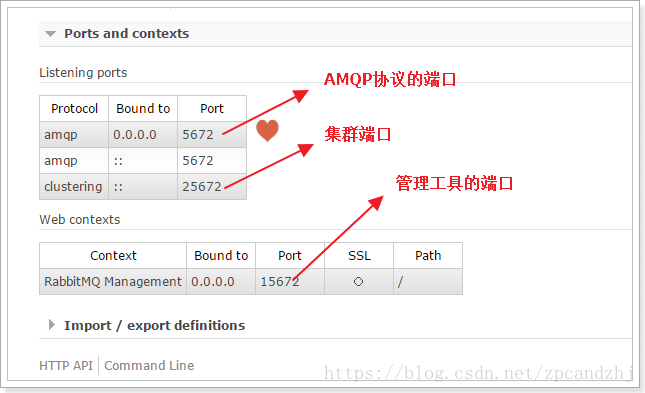 Ports and contexts
Listening ports
AMQP协议的端口
Protocol Bound to Port
amqp 0.0.0.0 5672
集群端口
amqp :: 5672
clustering :: 25672
管理工具的端口
Web contexts
Context Bound to Port SSL Path
RabbitMQ Management 0.0.0.0 15672 ○ /
Import / export definitions
HTTP API Command Line
https://blog.csdn.net/zpcandzhj